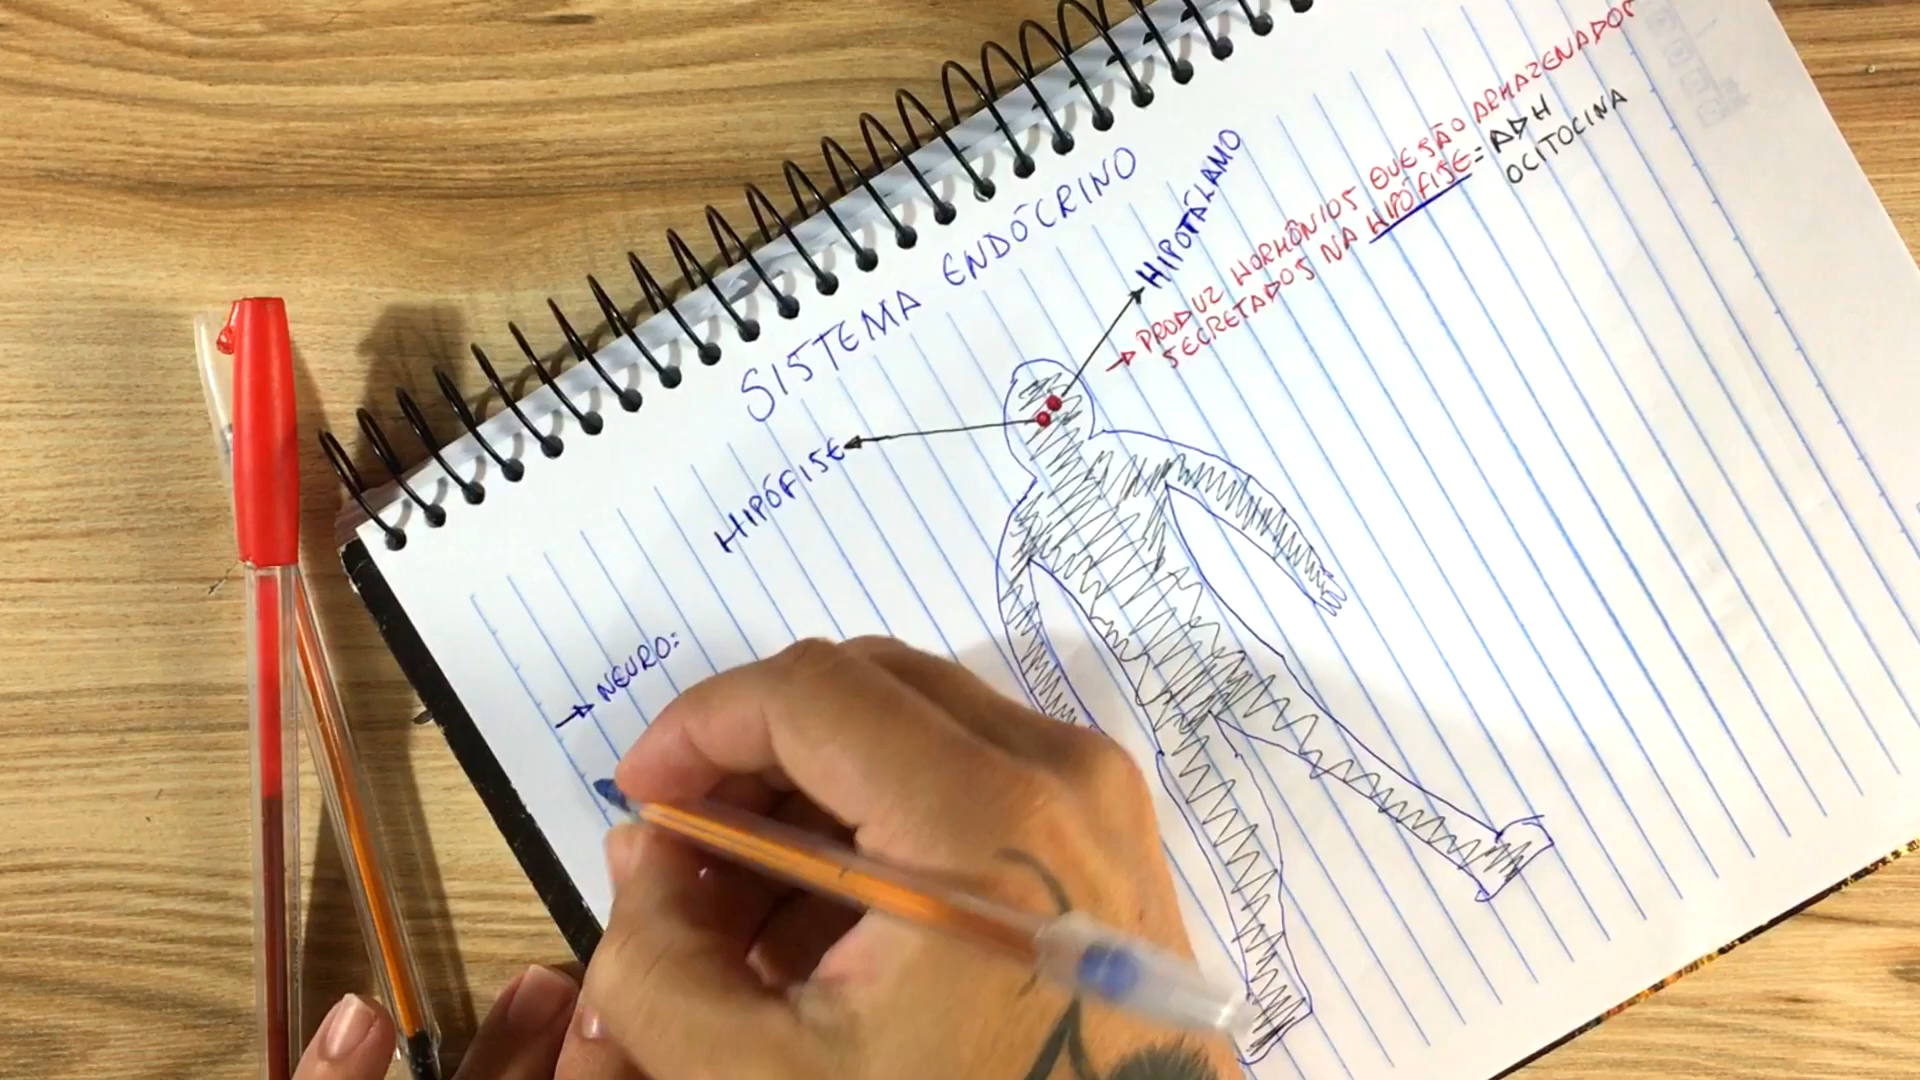 SISTEMA ENDÓCRINO
HIPOTÁLAMO
→ PRODUZ HORMÔNIOS QUE SÃO ARMAZENADOS
SECRETADOS NA HIPÓFISE = ADH
OCITOCINA
HIPÓFISE
→ NEURO: